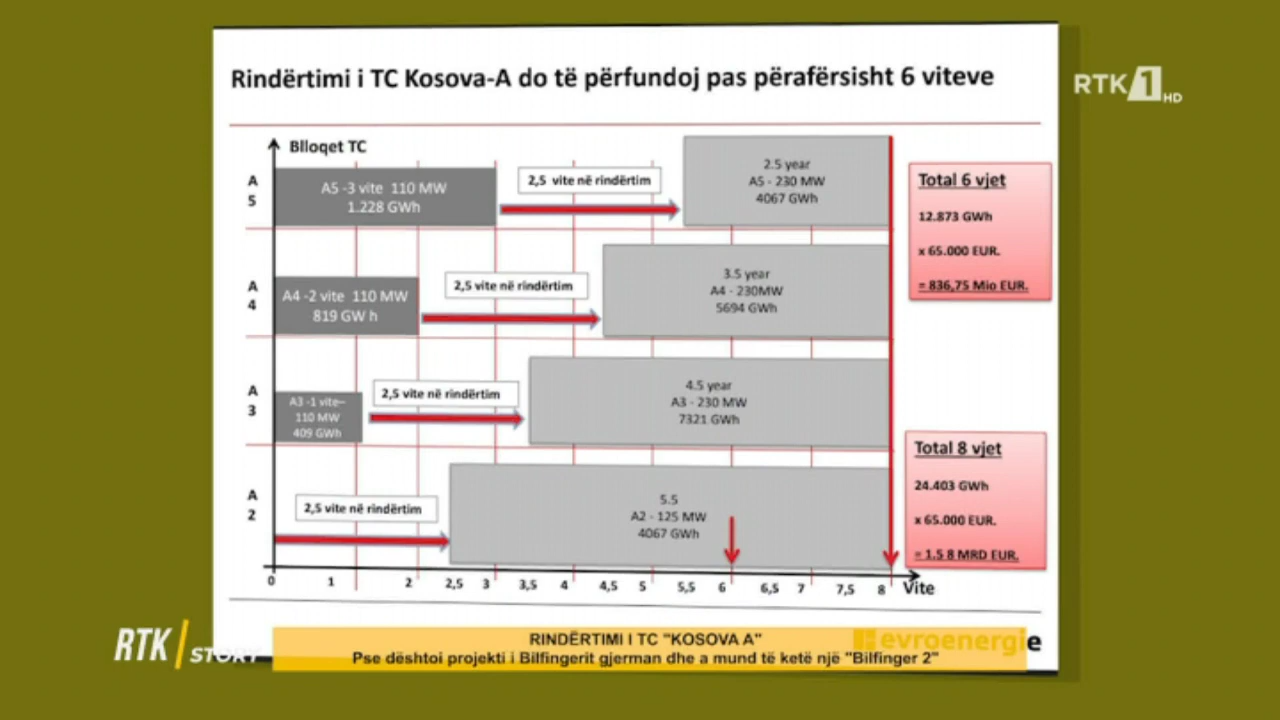 Rindërtimi i TC Kosova-A do të përfundoj pas përafërsisht 6 viteve
RTK 1 HD
Blloqet TC
A
5
A5 -3 vite 110 MW
1.228 GWh
2,5 vite në rindërtim
2.5 year
A5 - 230 MW
4067 GWh
Total 6 vjet
12.873 GWh
x 65.000 EUR.
= 836,75 Mio EUR.
A
4
A4 -2 vite 110 MW
819 GW h
2,5 vite në rindërtim
3.5 year
A4 - 230MW
5694 GWh
A
3
A3 -1 vite–
110 MW
409 GWh
2,5 vite në rindërtim
4.5 year
A3 - 230 MW
7321 GWh
Total 8 vjet
24.403 GWh
x 65.000 EUR.
= 1.5 8 MRD EUR.
A
2
2,5 vite në rindërtim
5.5
A2 - 125 MW
4067 GWh
0 1 2 2,5 3 3,5 4 4,5 5 5,5 6 6,5 7 7,5 8 Vite
RTK STORY
evroenergie
RINDËRTIMI I TC "KOSOVA A"
Pse dështoi projekti i Bilfingerit gjerman dhe a mund të ketë një "Bilfinger 2"